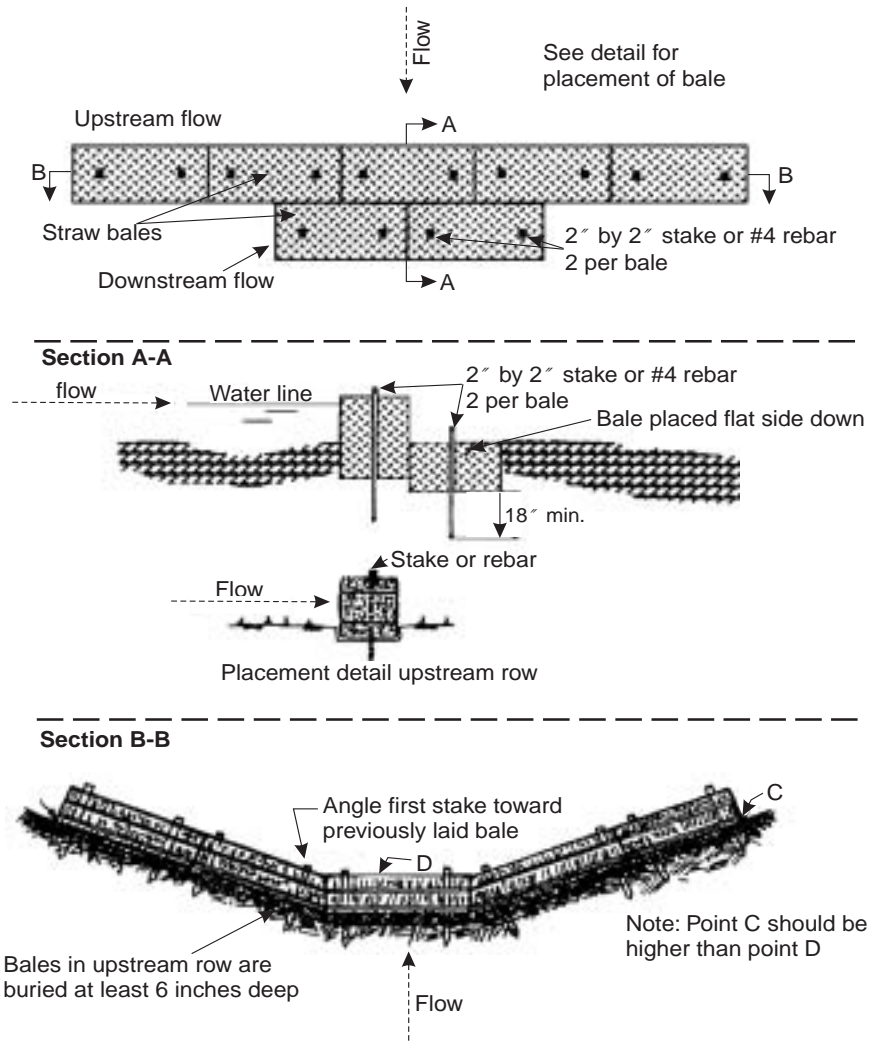 Flow
See detail for
placement of bale
Upstream flow
A
B
B
Straw bales
2″ by 2″ stake or #4 rebar
2 per bale
Downstream flow
A
Section A-A
2″ by 2″ stake or #4 rebar
2 per bale
flow
Water line
Bale placed flat side down
18″ min.
Stake or rebar
Flow
Placement detail upstream row
Section B-B
Angle first stake toward
previously laid bale
C
D
Note: Point C should be
higher than point D
Bales in upstream row are
buried at least 6 inches deep
Flow